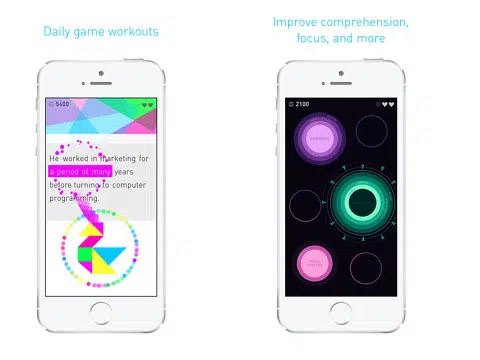 Daily game workouts
5400
He worked in marketing for
a period of many years
before turning to computer
programming.
Improve comprehension,
focus, and more
2100